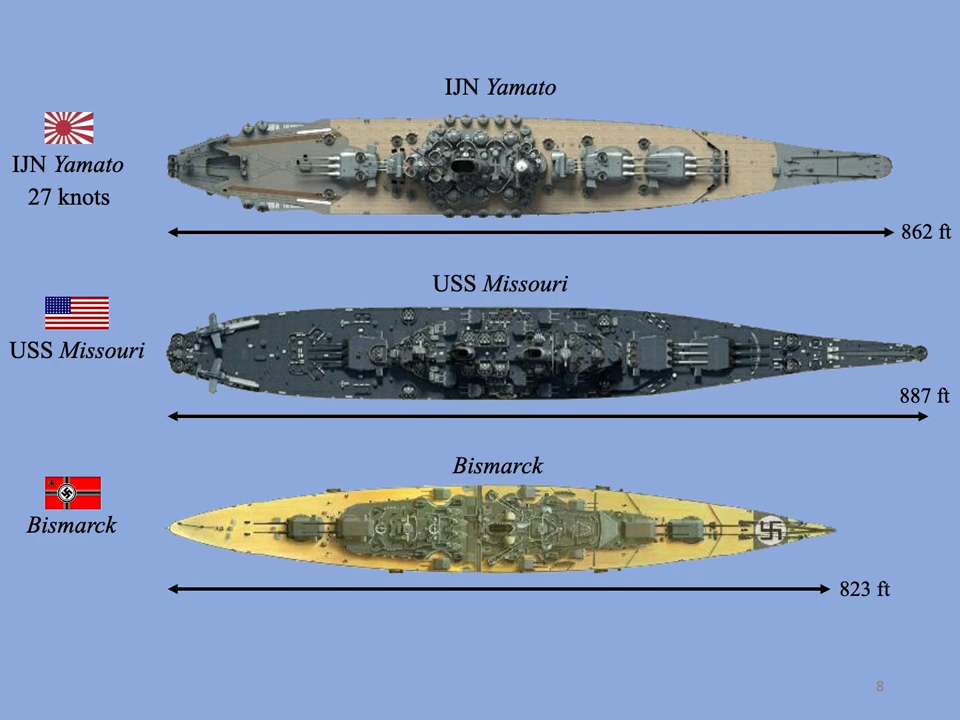 IJN Yamato
IJN Yamato
27 knots
862 ft
USS Missouri
USS Missouri
887 ft
Bismarck
Bismarck
823 ft
8